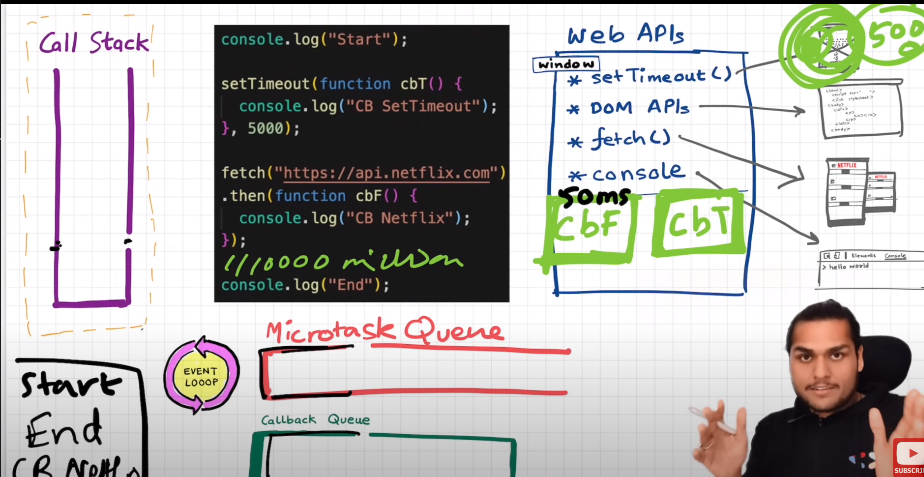 Call Stack
console.log("Start");
setTimeout(function cbT() {
console.log("CB SetTimeout");
}, 5000);
fetch("https://api.netflix.com")
.then(function cbF() {
console.log("CB Netflix");
});
1/10000 million
console.log("End");
Web APIs
window
* setTimeout()
* DOM APIs
* fetch()
* console
50ms
CbF
CbT
500
NETFLIX
NETFLIX
Elements Console
> hello world
Microtask Queue
EVENT
LOOOP
Callback Queue
Start
End
CB
SUBSCRI